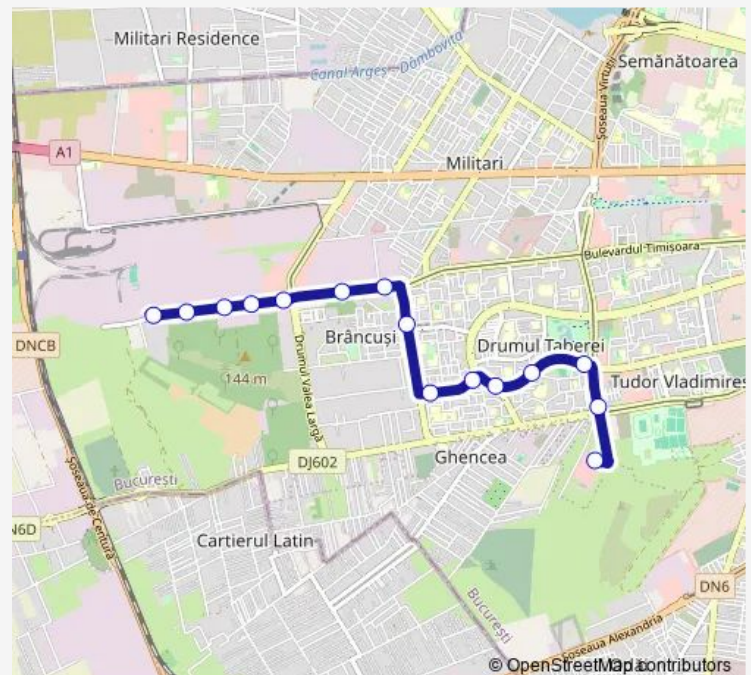 Militari Residence
Canal Argeș-Dâmbovița
Semănătoarea
Șoseaua Virtuții
A1
Militari
Bulevardul Timișoara
Brâncuși
Drumul Taberei
DNCB
144 m
Drumul Valea Largă
Tudor Vladimires
DJ602
Ghencea
București
N6D
Șoseaua de Centură
Cartierul Latin
București
DN6
Șoseaua Alexandria
© OpenStreetMap contributors